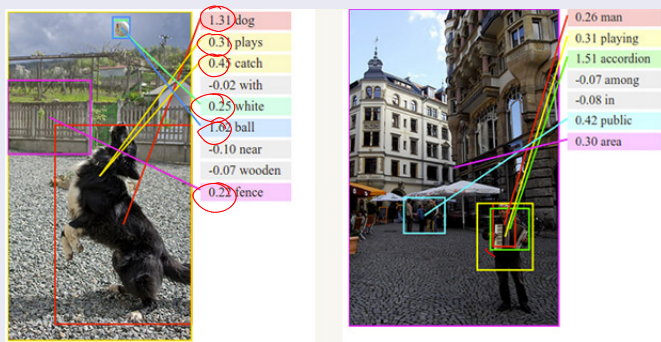 1.31 dog
0.31 plays
0.45 catch
-0.02 with
0.25 white
1.62 ball
-0.10 near
-0.07 wooden
0.22 fence
0.26 man
0.31 playing
1.51 accordion
-0.07 among
-0.08 in
0.42 public
0.30 area